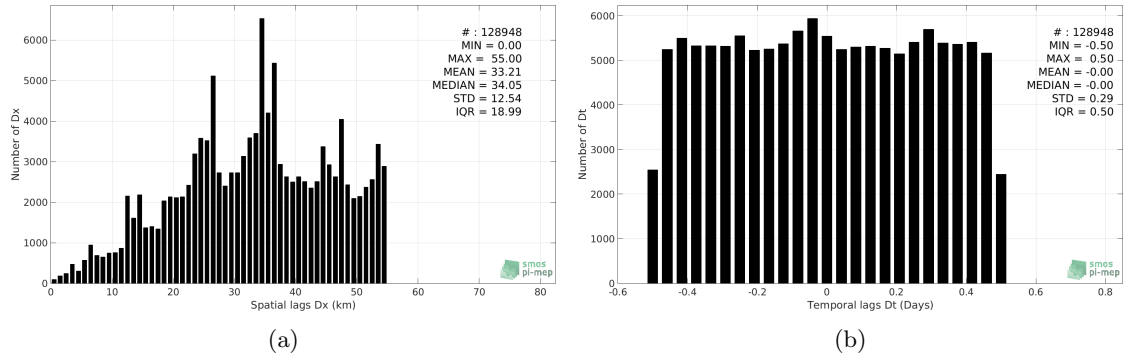 6000
5000
4000
3000
2000
1000
0
Number of Dx
# : 128948
MIN = 0.00
MAX = 55.00
MEAN = 33.21
MEDIAN = 34.05
STD = 12.54
IQR = 18.99
smos
pi-mep
0 10 20 30 40 50 60 70 80
Spatial lags Dx (km)
(a)
6000
5000
4000
3000
2000
1000
0
Number of Dt
# : 128948
MIN = -0.50
MAX = 0.50
MEAN = -0.00
MEDIAN = -0.00
STD = 0.29
IQR = 0.50
smos
pi-mep
-0.6 -0.4 -0.2 0 0.2 0.4 0.6 0.8
Temporal lags Dt (Days)
(b)